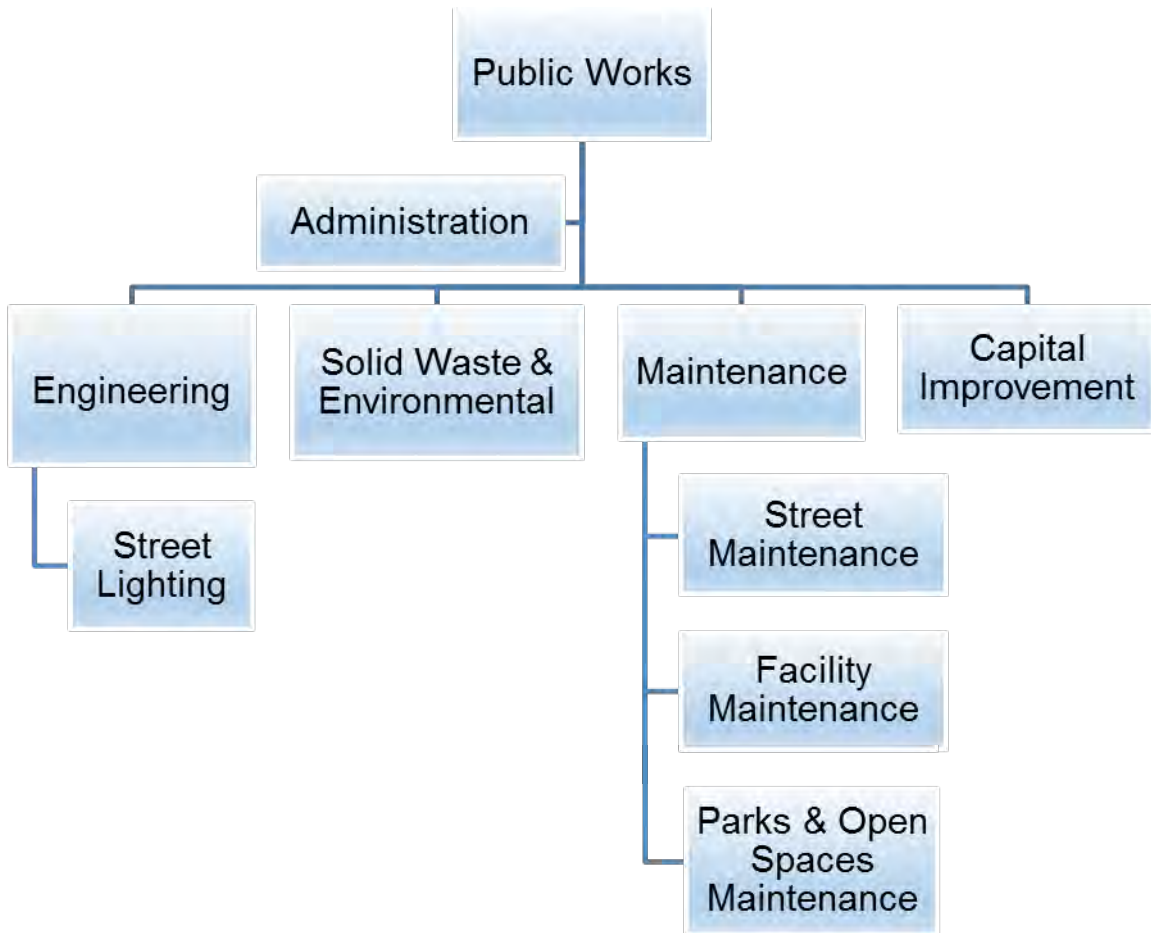 Public Works
Administration
Engineering
Solid Waste &
Environmental
Maintenance
Capital
Improvement
Street
Lighting
Street
Maintenance
Facility
Maintenance
Parks & Open
Spaces
Maintenance